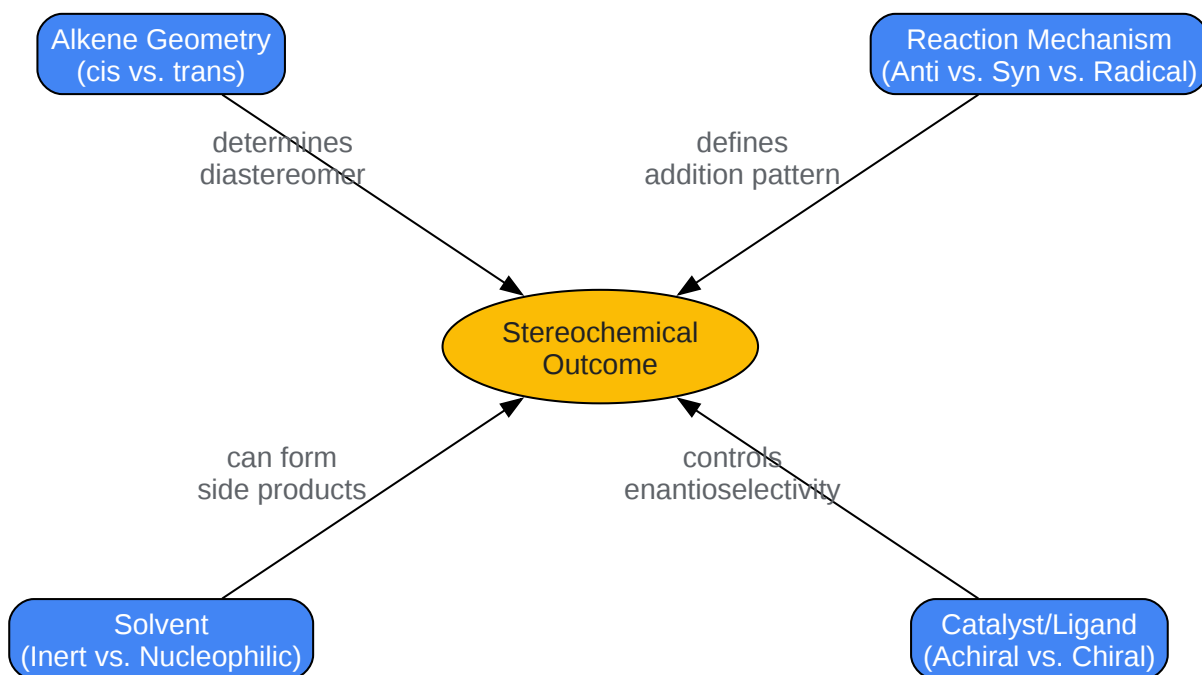 Alkene Geometry
(cis vs. trans)
Reaction Mechanism
(Anti vs. Syn vs. Radical)
determines
diastereomer
defines
addition pattern
Stereochemical
Outcome
can form
side products
controls
enantioselectivity
Solvent
(Inert vs. Nucleophilic)
Catalyst/Ligand
(Achiral vs. Chiral)